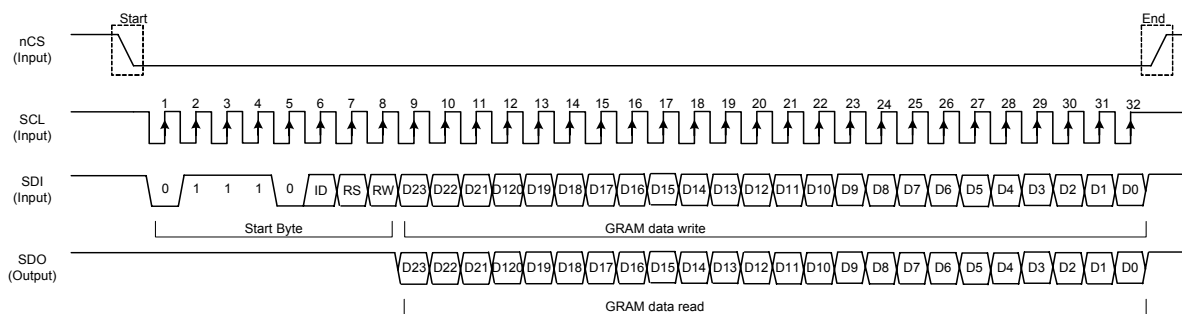 Start End
nCS
(Input)
1 2 3 4 5 6 7 8 9 10 11 12 13 14 15 16 17 18 19 20 21 22 23 24 25 26 27 28 29 30 31 32
SCL
(Input)
SDI
(Input)
0 1 1 1 0 ID RS RW D23 D22 D21 D120 D19 D18 D17 D16 D15 D14 D13 D12 D11 D10 D9 D8 D7 D6 D5 D4 D3 D2 D1 D0
Start Byte GRAM data write
SDO
(Output)
D23 D22 D21 D120 D19 D18 D17 D16 D15 D14 D13 D12 D11 D10 D9 D8 D7 D6 D5 D4 D3 D2 D1 D0
GRAM data read